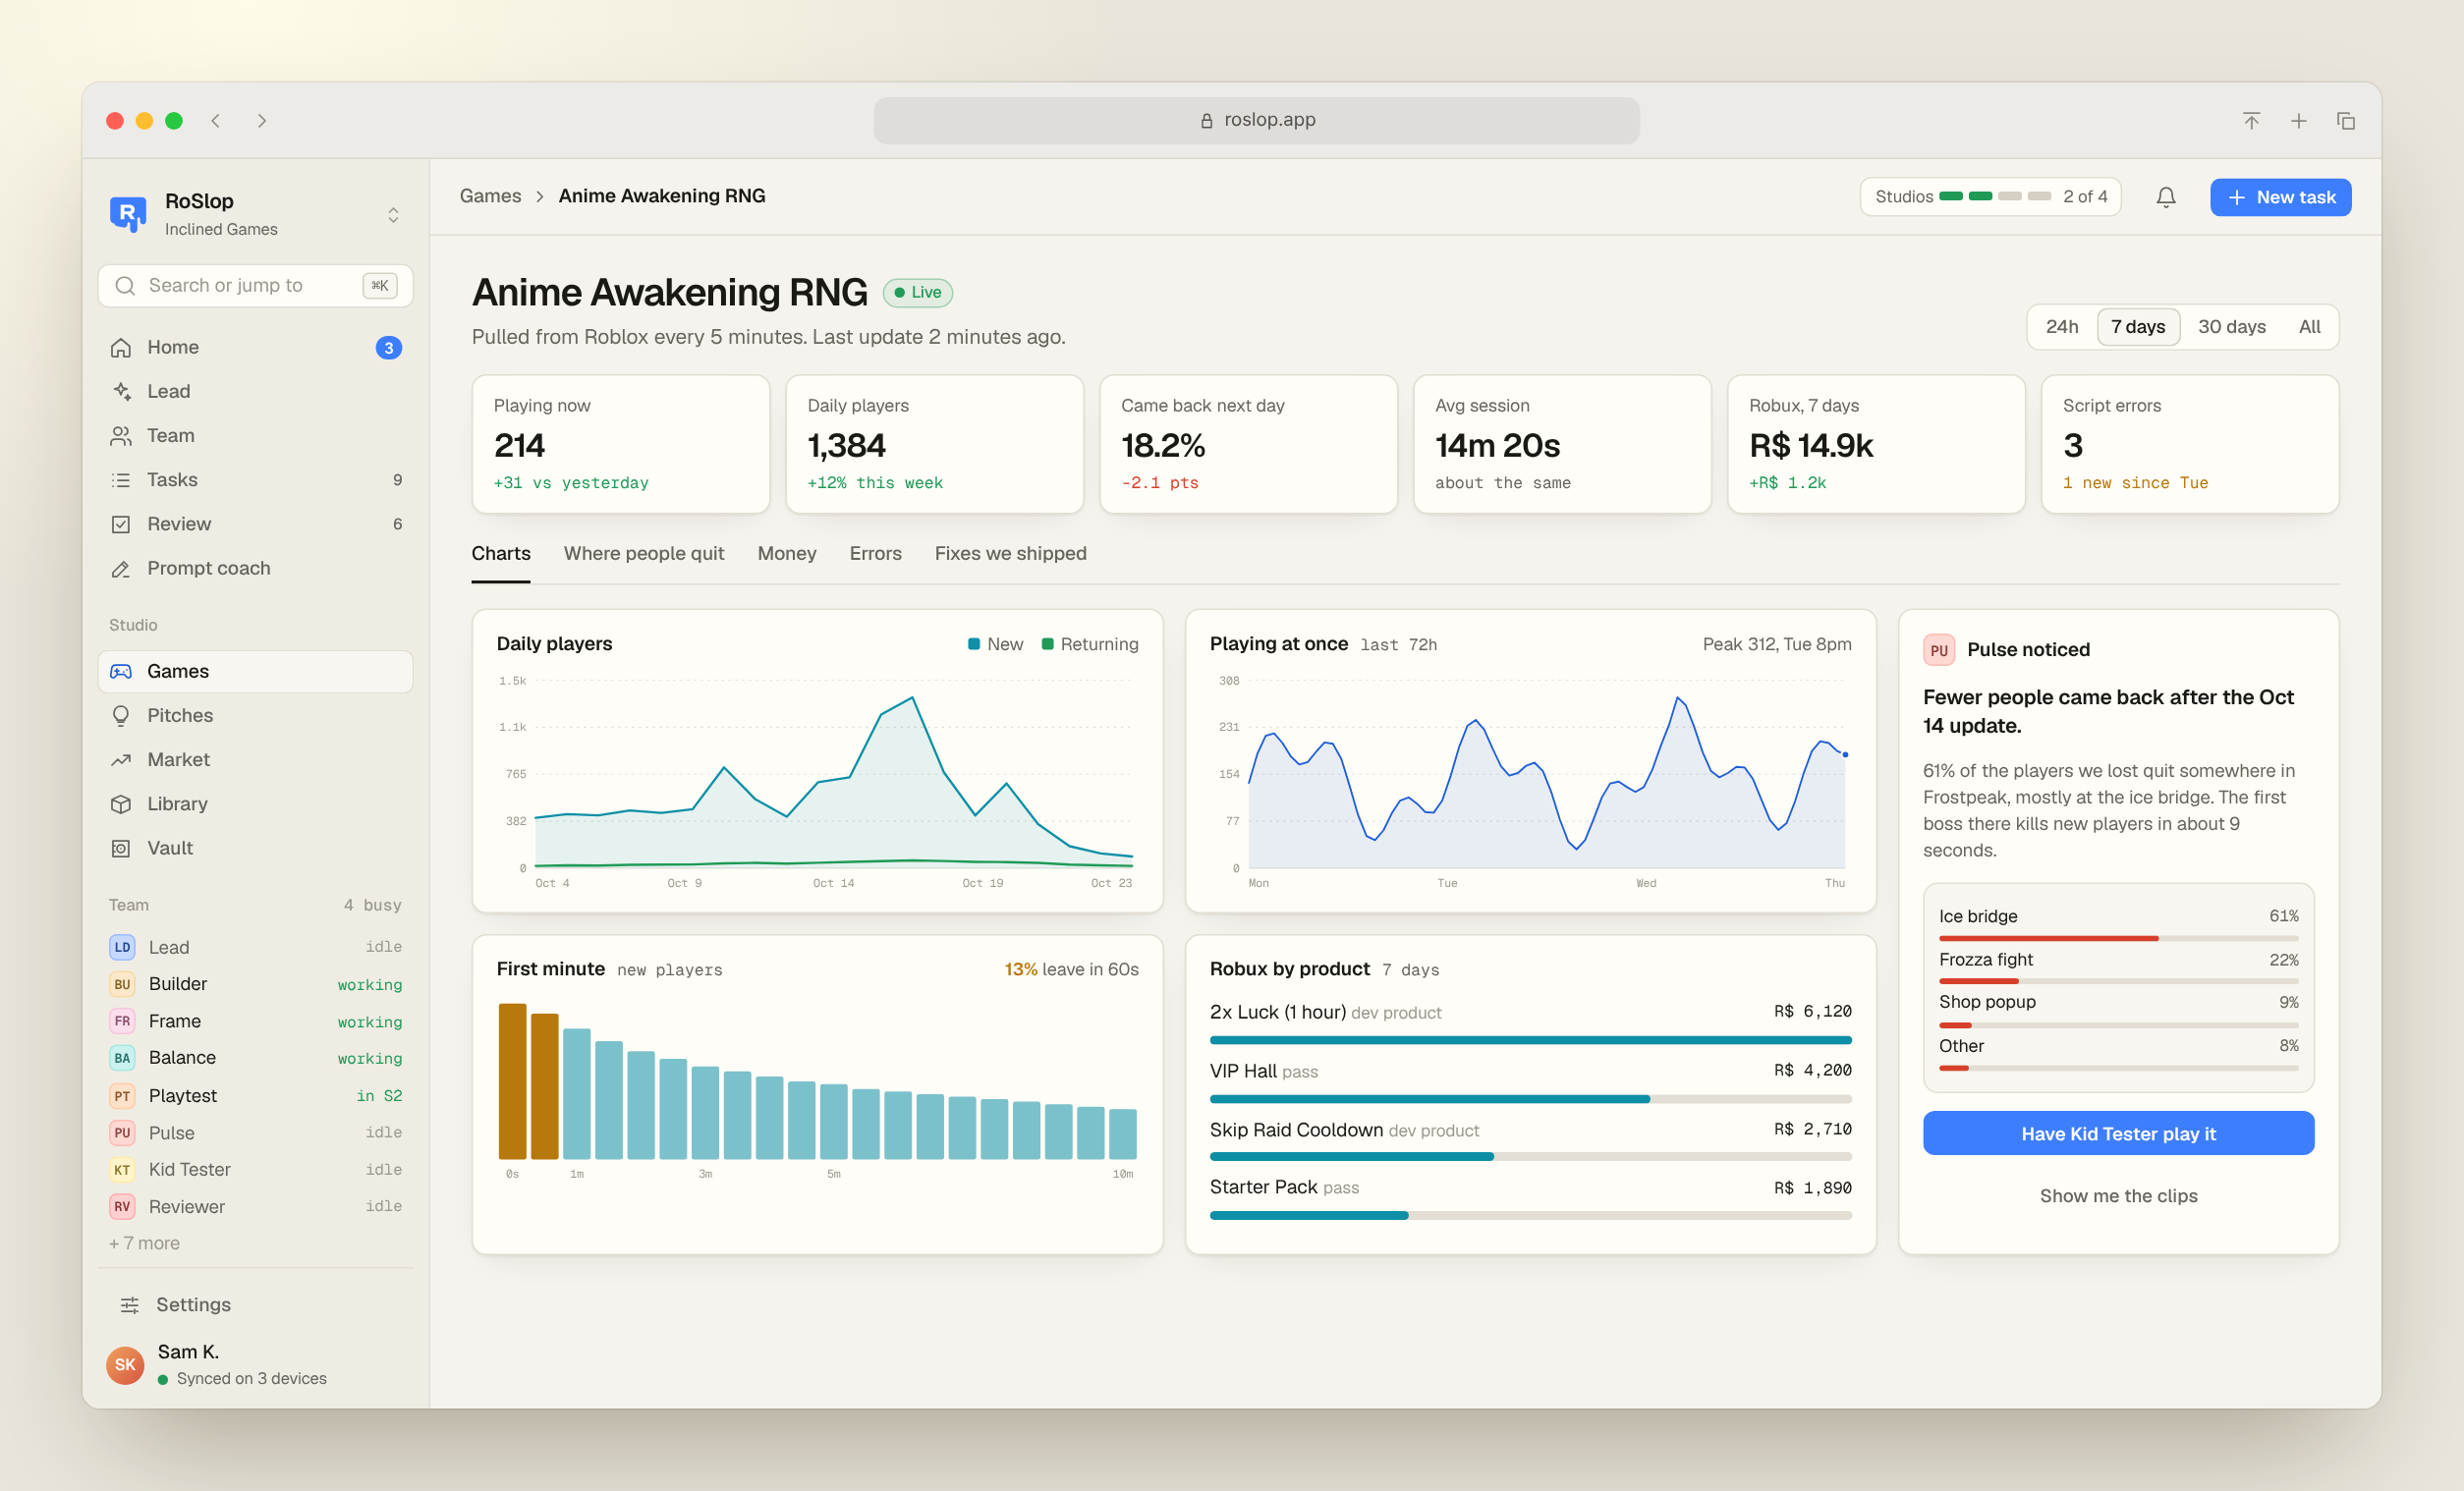 roslop.app
R
RoSlop
Inclined Games
Search or jump to
⌘K
Home 3
Lead
Team
Tasks 9
Review 6
Prompt coach
Studio
Games
Pitches
Market
Library
Vault
Team 4 busy
LD Lead idle
BU Builder working
FR Frame working
BA Balance working
PT Playtest in S2
PU Pulse idle
KT Kid Tester idle
RV Reviewer idle
+ 7 more
Settings
SK Sam K.
Synced on 3 devices
Games > Anime Awakening RNG
Studios 2 of 4
+ New task
Anime Awakening RNG
Live
Pulled from Roblox every 5 minutes. Last update 2 minutes ago.
24h 7 days 30 days All
Playing now
214
+31 vs yesterday
Daily players
1,384
+12% this week
Came back next day
18.2%
-2.1 pts
Avg session
14m 20s
about the same
Robux, 7 days
R$ 14.9k
+R$ 1.2k
Script errors
3
1 new since Tue
Charts Where people quit Money Errors Fixes we shipped
Daily players New Returning
1.5k
1.1k
765
382
0
Oct 4 Oct 9 Oct 14 Oct 19 Oct 23
Playing at once last 72h Peak 312, Tue 8pm
308
231
154
77
0
Mon Tue Wed Thu
First minute new players 13% leave in 60s
0s 1m 3m 5m 10m
Robux by product 7 days
2x Luck (1 hour) dev product R$ 6,120
VIP Hall pass R$ 4,200
Skip Raid Cooldown dev product R$ 2,710
Starter Pack pass R$ 1,890
PU Pulse noticed
Fewer people came back after the Oct
14 update.
61% of the players we lost quit somewhere in
Frostpeak, mostly at the ice bridge. The first
boss there kills new players in about 9
seconds.
Ice bridge 61%
Frozza fight 22%
Shop popup 9%
Other 8%
Have Kid Tester play it
Show me the clips